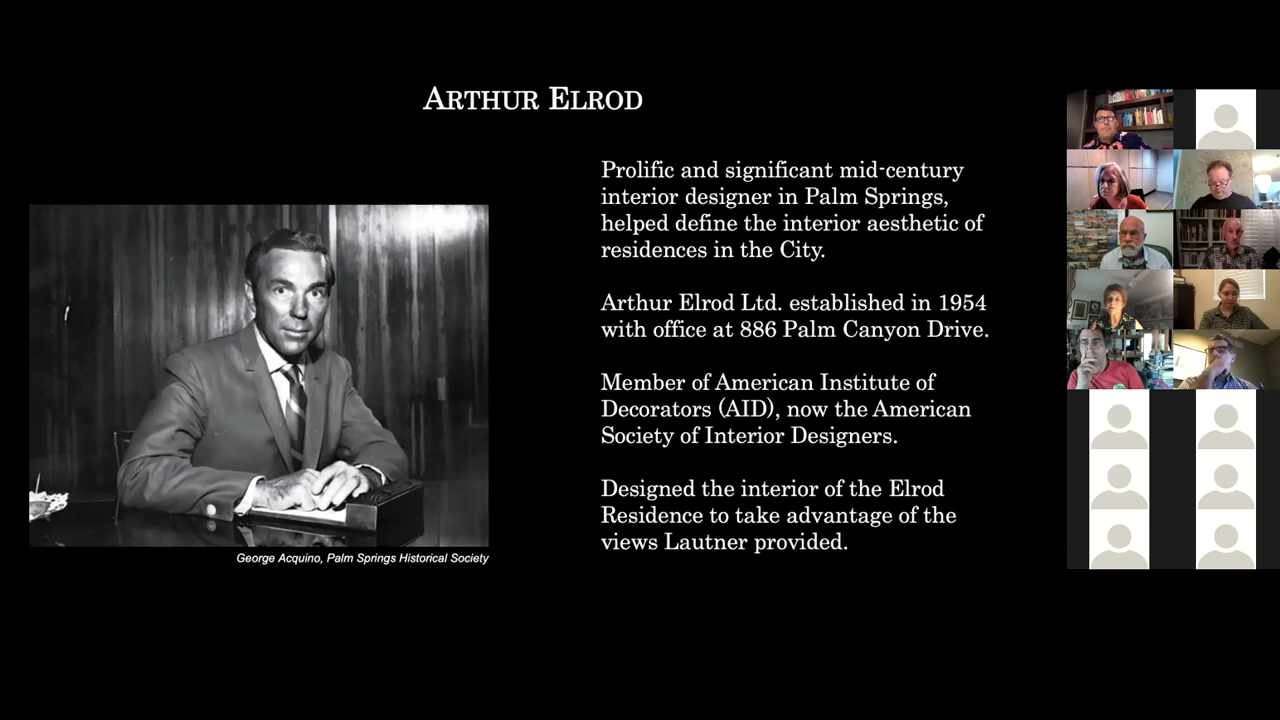 ARTHUR ELROD
Prolific and significant mid-century
interior designer in Palm Springs,
helped define the interior aesthetic of
residences in the City.
Arthur Elrod Ltd. established in 1954
with office at 886 Palm Canyon Drive.
Member of American Institute of
Decorators (AID), now the American
Society of Interior Designers.
Designed the interior of the Elrod
Residence to take advantage of the
views Lautner provided.
George Acquino, Palm Springs Historical Society